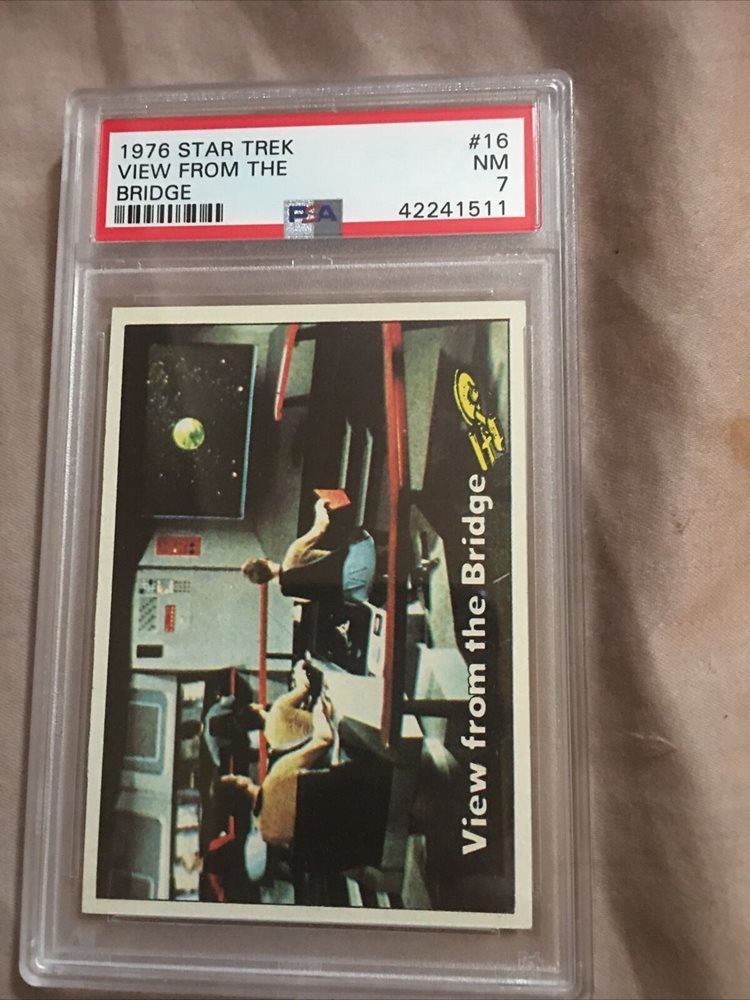 1976 STAR TREK #16
VIEW FROM THE NM
BRIDGE 7
PSA 42241511
View from the Bridge